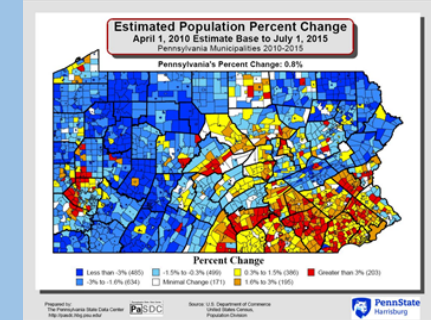 Estimated Population Percent Change
April 1, 2010 Estimate Base to July 1, 2015
Pennsylvania Municipalities 2010-2015
Pennsylvania's Percent Change: 0.8%
Percent Change
Less than -3% (485)
-1.5% to -0.3% (499)
0.3% to 1.5% (386)
Greater than 3% (203)
-3% to -1.6% (634)
Minimal Change (171)
1.6% to 3% (195)
Prepared by:
The Pennsylvania State Data Center
PaSDC
Source: U.S. Department of Commerce
United States Census,
Population Division
PennState
Harrisburg